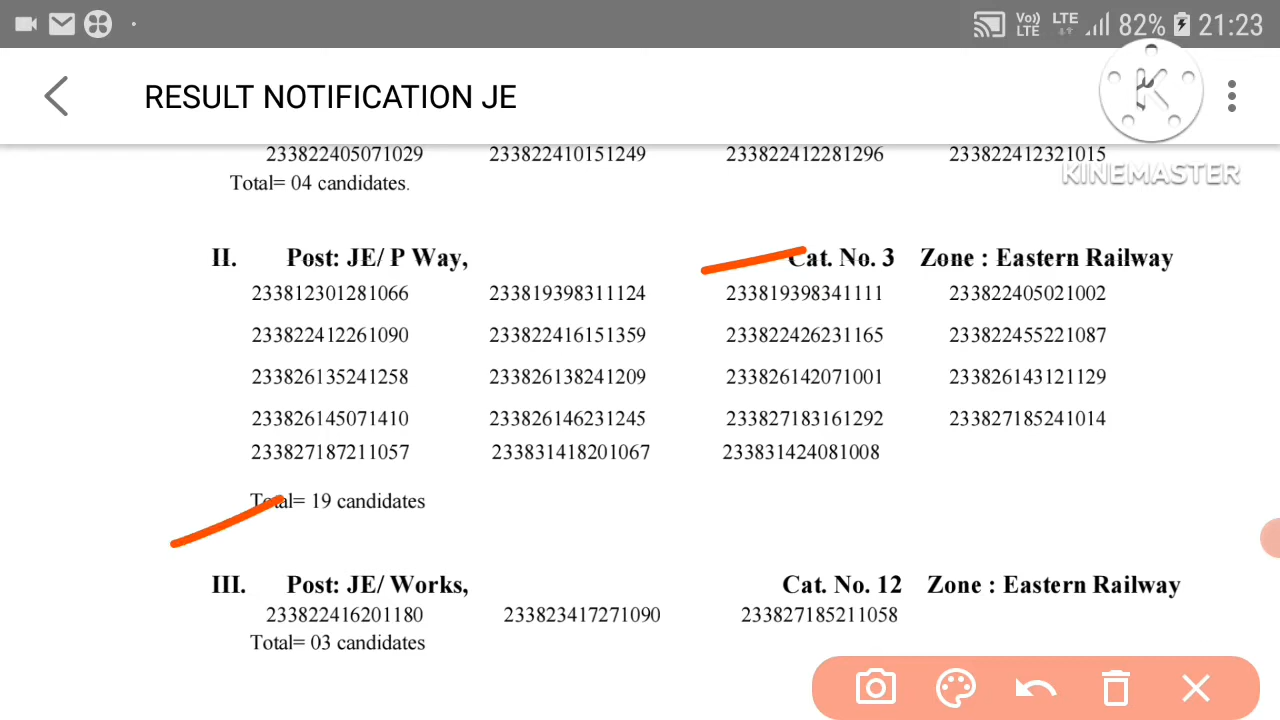 Vo)) LTE LTE 82% 21:23
RESULT NOTIFICATION JE
K
KINEMASTER
233822405071029 233822410151249 233822412281296 233822412321015
Total= 04 candidates.
II. Post: JE/ P Way, Cat. No. 3 Zone : Eastern Railway
233812301281066 233819398311124 233819398341111 233822405021002
233822412261090 233822416151359 233822426231165 233822455221087
233826135241258 233826138241209 233826142071001 233826143121129
233826145071410 233826146231245 233827183161292 233827185241014
233827187211057 233831418201067 233831424081008
Total= 19 candidates
III. Post: JE/ Works, Cat. No. 12 Zone : Eastern Railway
233822416201180 233823417271090 233827185211058
Total= 03 candidates